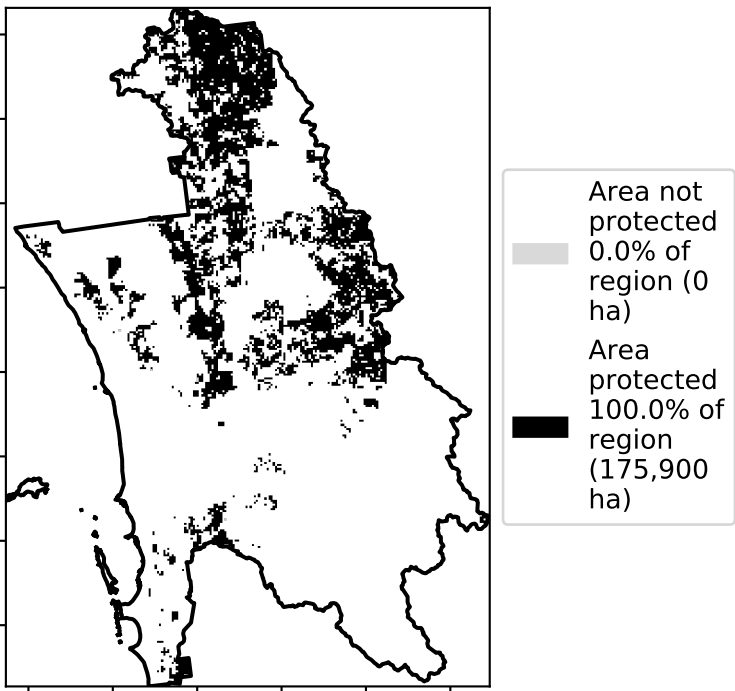 Area not
protected
0.0% of
region (0
ha)
Area
protected
100.0% of
region
(175,900
ha)